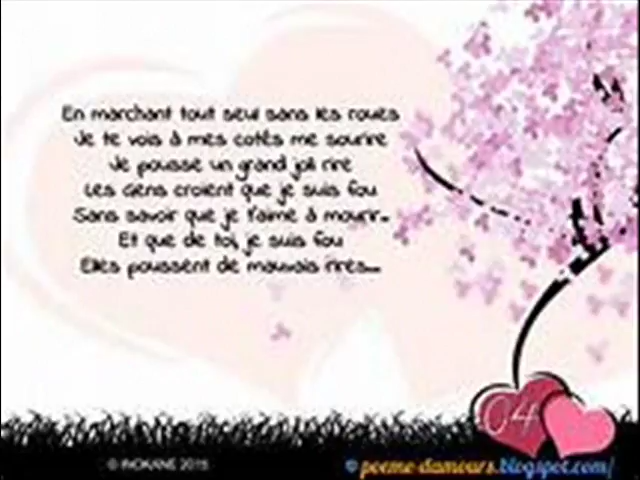 En marchant tout seul sans les roues
Je te vois à mes cotés me sourire
Je pousse un grand joli rire
Les Gens croient que je suis fou
Sans savoir que je t'aime à mourir...
Et que de toi, je suis fou
Elles poussent de mauvais rires....
04
© INOKANE 2015
© poeme-damours.blogspot.com/